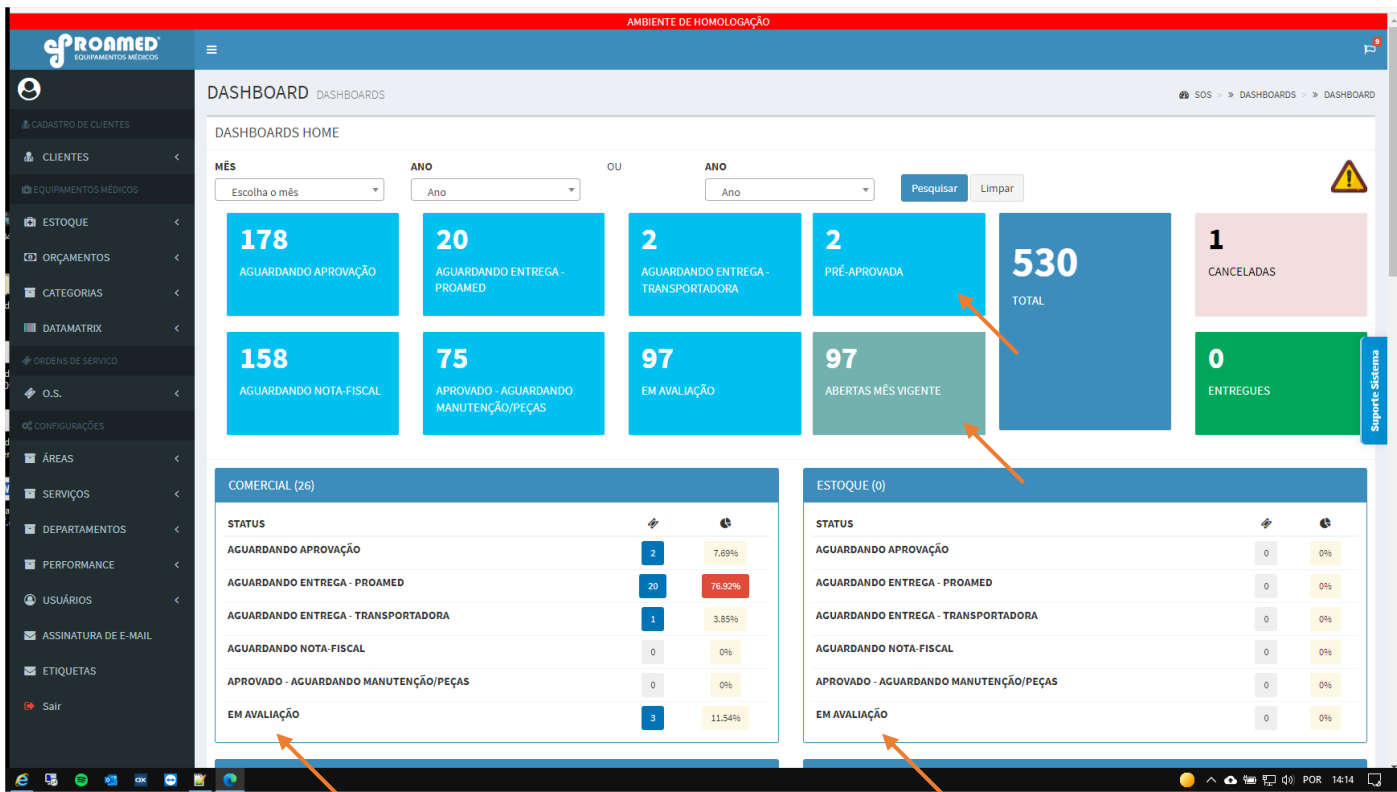 AMBIENTE DE HOMOLOGAÇÃO
PROAMED
EQUIPAMENTOS MÉDICOS
9
DASHBOARD DASHBOARDS
SOS > » DASHBOARDS > » DASHBOARD
CADASTRO DE CLIENTES
CLIENTES
EQUIPAMENTOS MÉDICOS
ESTOQUE
ORÇAMENTOS
CATEGORIAS
DATAMATRIX
ORDENS DE SERVICO
O.S.
CONFIGURAÇÕES
ÁREAS
SERVIÇOS
DEPARTAMENTOS
PERFORMANCE
USUÁRIOS
ASSINATURA DE E-MAIL
ETIQUETAS
Sair
DASHBOARDS HOME
MÊS ANO OU ANO
Escolha o mês Ano Ano Pesquisar Limpar
178
AGUARDANDO APROVAÇÃO
20
AGUARDANDO ENTREGA -
PROAMED
2
AGUARDANDO ENTREGA -
TRANSPORTADORA
2
PRÉ-APROVADA
530
TOTAL
1
CANCELADAS
158
AGUARDANDO NOTA-FISCAL
75
APROVADO - AGUARDANDO
MANUTENÇÃO/PEÇAS
97
EM AVALIAÇÃO
97
ABERTAS MÊS VIGENTE
0
ENTREGUES
Suporte Sistema
COMERCIAL (26)
STATUS
AGUARDANDO APROVAÇÃO 2 7.69%
AGUARDANDO ENTREGA - PROAMED 20 76.92%
AGUARDANDO ENTREGA - TRANSPORTADORA 1 3.85%
AGUARDANDO NOTA-FISCAL 0 0%
APROVADO - AGUARDANDO MANUTENÇÃO/PEÇAS 0 0%
EM AVALIAÇÃO 3 11.54%
ESTOQUE (0)
STATUS
AGUARDANDO APROVAÇÃO 0 0%
AGUARDANDO ENTREGA - PROAMED 0 0%
AGUARDANDO ENTREGA - TRANSPORTADORA 0 0%
AGUARDANDO NOTA-FISCAL 0 0%
APROVADO - AGUARDANDO MANUTENÇÃO/PEÇAS 0 0%
EM AVALIAÇÃO 0 0%
POR 14:14